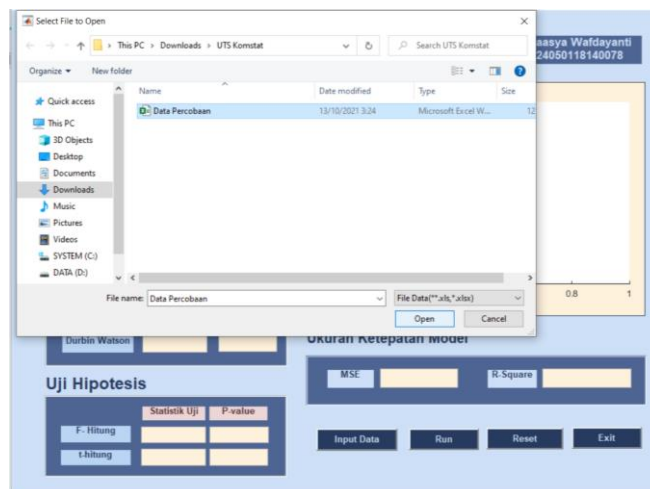 Select File to Open
This PC > Downloads > UTS Komstat
Search UTS Komstat
aasya Wafdayanti
24050118140078
Organize
New folder
Name
Date modified
Type
Size
Quick access
Data Percobaan
13/10/2021 3:24
Microsoft Excel W...
12
This PC
3D Objects
Desktop
Documents
Downloads
Music
Pictures
Videos
SYSTEM (C:)
DATA (D:)
0.8
1
File name:
Data Percobaan
File Data(**.xls,*.xlsx)
Open
Cancel
Durbin Watson
Ukuran Ketepatan Model
MSE
R-Square
Uji Hipotesis
Statistik Uji
P-value
F- Hitung
t-hitung
Input Data
Run
Reset
Exit